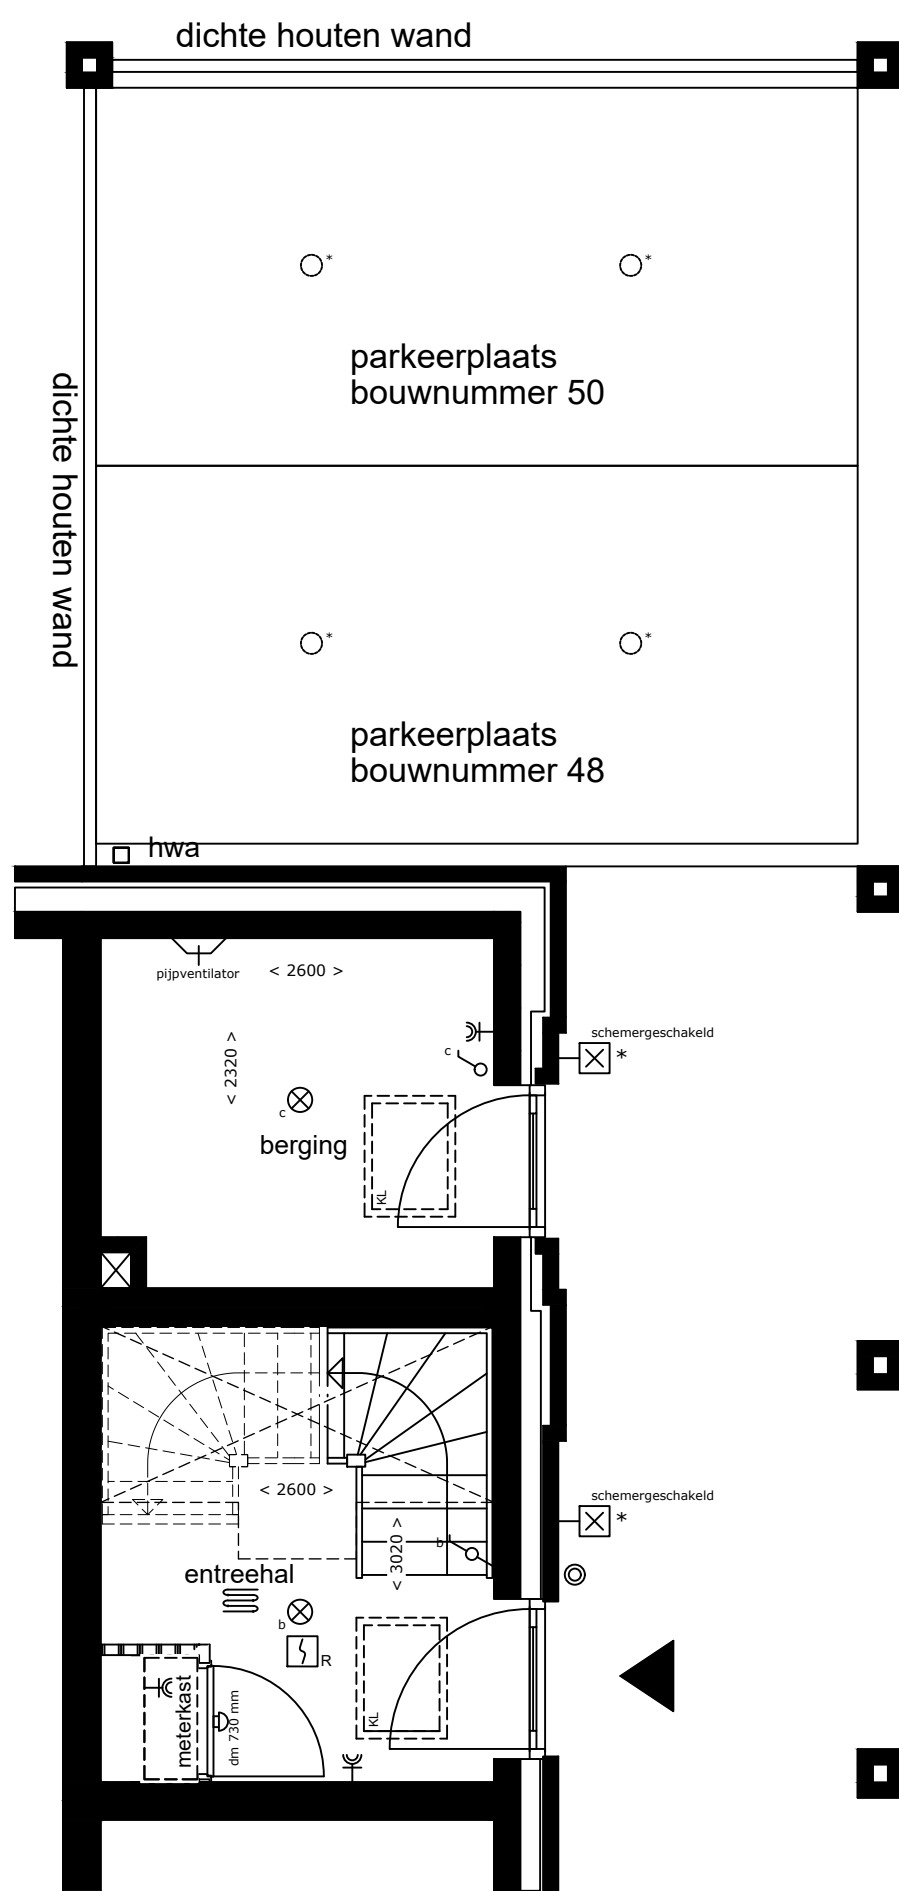 dichte houten wand
*
*
parkeerplaats
bouwnummer 50
dichte houten wand
*
*
parkeerplaats
bouwnummer 48
hwa
pijpventilator
< 2600 >
< 2320 >
c
schemergeschakeld
*
c
berging
KL
< 2600 >
schemergeschakeld
*
< 3020 >
b
entreehal
b
R
meterkast
dm 730 mm
KL